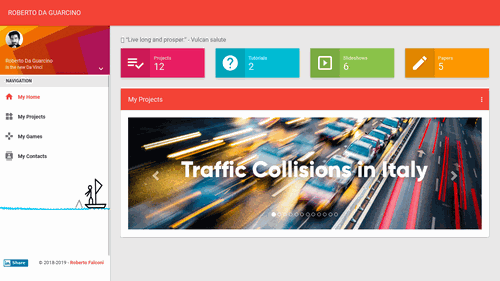 ROBERTO DA GUARCINO
"Live long and prosper." - Vulcan salute
Roberto Da Guarcino
is the new Da Vinci
NAVIGATION
My Home
My Projects
My Games
My Contacts
Share
© 2018-2019 - Roberto Falconi
Projects
12
Tutorials
2
Slideshows
6
Papers
5
My Projects
Traffic Collisions in Italy